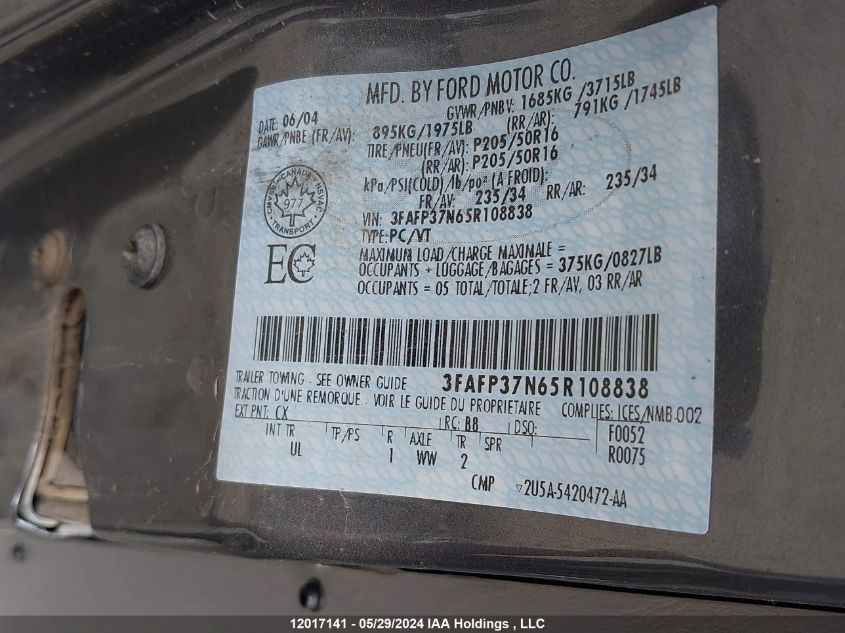 MFD. BY FORD MOTOR CO.
DATE: 06/04 GVWR/PNBV: 1685KG /3715LB
GAWR/PNBE (FR/AV): 895KG/1975LB (RR/AR): 791KG /1745LB
TIRE/PNEU(FR/AV): P205/50R16
(RR/AR): P205/50R16
kPa/PSI(COLD)/lb/po² (A FROID):
FR/AV: 235/34 RR/AR: 235/34
CANADA
977
TRANSPORT
VIN: 3FAFP37N65R108838
TYPE: PC/VT
EC
MAXIMUM LOAD/CHARGE MAXIMALE =
OCCUPANTS + LUGGAGE/BAGAGES = 375KG/0827LB
OCCUPANTS = 05 TOTAL/TOTALE;2 FR/AV, 03 RR/AR
TRAILER TOWING - SEE OWNER GUIDE 3FAFP37N65R108838
TRACTION D'UNE REMORQUE. VOIR LE GUIDE DU PROPRIETAIRE COMPLIES: ICES/NMB-002
EXT PNT: CX RC: B8 DSO: F0052
INT TR TP/PS R AXLE TR SPR R0075
UL 1 WW 2
CMP ▽2U5A-5420472-AA
12017141 - 05/29/2024 IAA Holdings , LLC